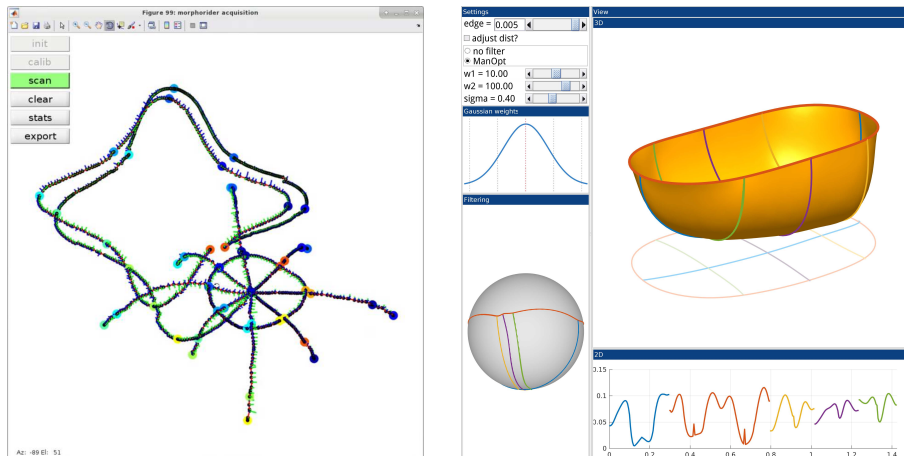 Figure 99: morphorider acquisition
init
calib
scan
clear
stats
export
Az: -89 El: 51
Settings
edge = 0.005
adjust dist?
no filter
ManOpt
w1 = 10.00
w2 = 100.00
sigma = 0.40
Gaussian weights
Filtering
View
3D
2D
0.15
0.1
0.05
0
0 0.2 0.4 0.6 0.8 1 1.2 1.4